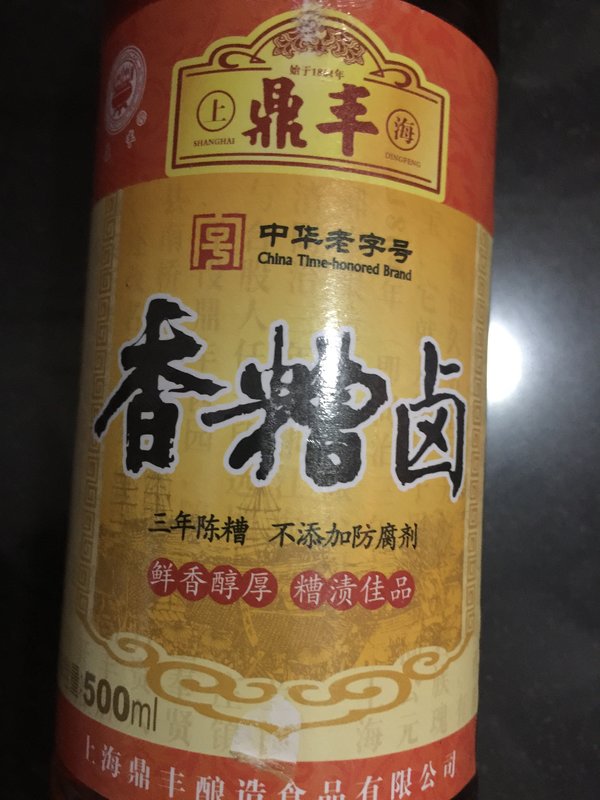 始于1864年
上 鼎丰 海
SHANGHAI DINGFENG
中华老字号
China Time-honored Brand
香糟卤
三年陈糟 不添加防腐剂
鲜香醇厚 糟渍佳品
量:500ml
上海鼎丰酿造食品有限公司